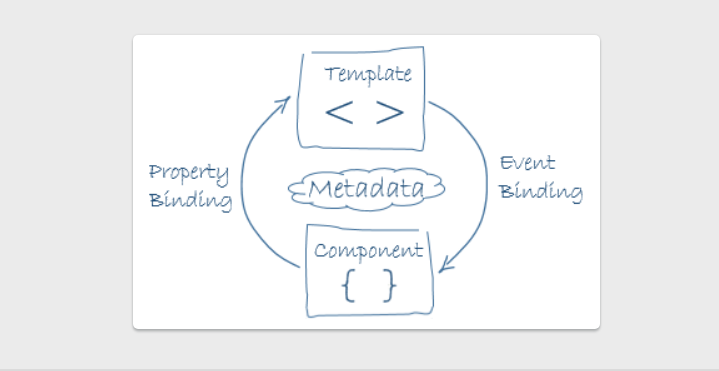 Template
< >
Property
Binding
Metadata
Event
Binding
Component
{ }